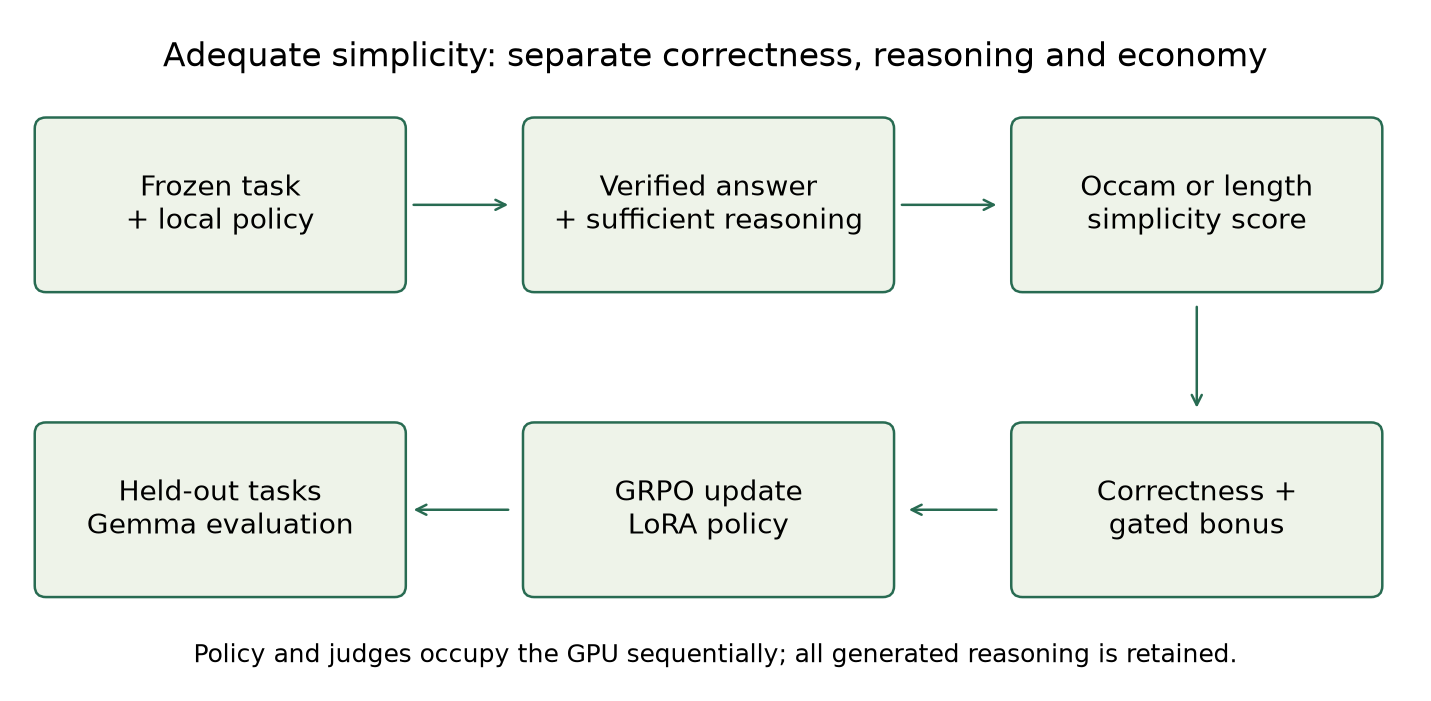 Adequate simplicity: separate correctness, reasoning and economy
Frozen task
+ local policy
Verified answer
+ sufficient reasoning
Occam or length
simplicity score
Held-out tasks
Gemma evaluation
GRPO update
LoRA policy
Correctness +
gated bonus
Policy and judges occupy the GPU sequentially; all generated reasoning is retained.